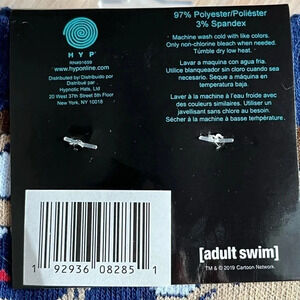 HYP
RN#91659
www.hyponline.com
Distributed by/Distribuido por
Distribué par:
Hypnotic Hats, Ltd
20 West 37th Street 5th Floor
New York, NY 10018
97% Polyester/Poliéster
3% Spandex
Machine wash cold with like colors.
Only non-chlorine bleach when needed.
Tumble dry low heat.
Lavar a maquina con agua fria.
Utilice blanqueador sin cloro cuando sea
necesario. Seque a máquina en
temperatura baja.
Lavez à la machine à l'eau froide avec
des couleurs similaires. Utiliser un
javellisant sans chlore au besoin.
Sécher à la machine à basse température.
1 92936 08285 1
[adult swim]
TM & © 2019 Cartoon Network.